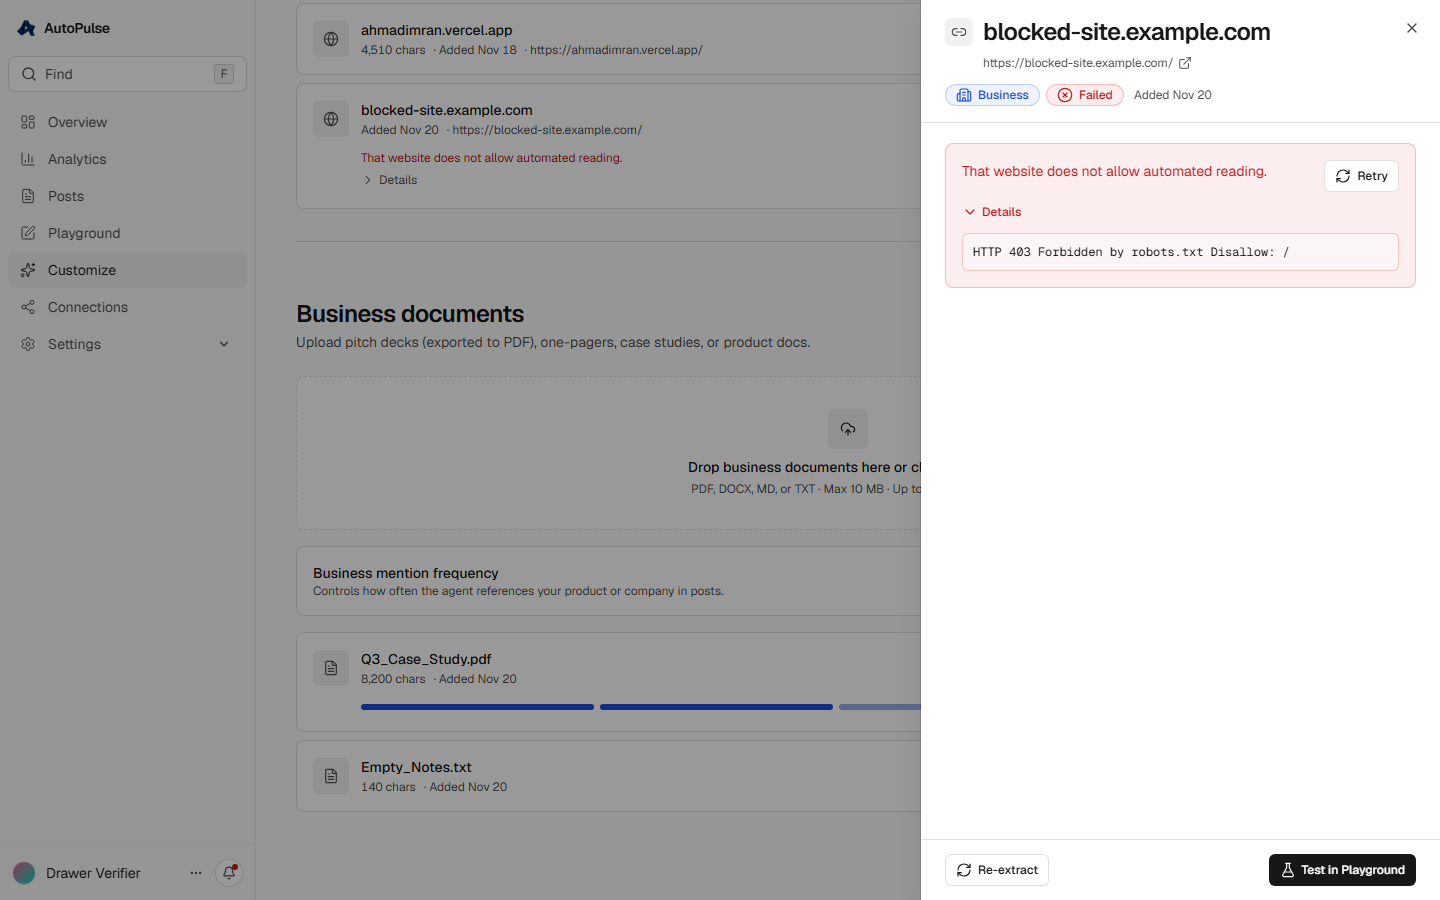 AutoPulse
Find
F
Overview
Analytics
Posts
Playground
Customize
Connections
Settings
Drawer Verifier
ahmadimran.vercel.app
4,510 chars · Added Nov 18 · https://ahmadimran.vercel.app/
blocked-site.example.com
Added Nov 20 · https://blocked-site.example.com/
That website does not allow automated reading.
Details
Business documents
Upload pitch decks (exported to PDF), one-pagers, case studies, or product docs.
Drop business documents here or cl
PDF, DOCX, MD, or TXT · Max 10 MB · Up to
Business mention frequency
Controls how often the agent references your product or company in posts.
Q3_Case_Study.pdf
8,200 chars · Added Nov 20
Empty_Notes.txt
140 chars · Added Nov 20
blocked-site.example.com
https://blocked-site.example.com/
Business
Failed
Added Nov 20
That website does not allow automated reading.
Retry
Details
HTTP 403 Forbidden by robots.txt Disallow: /
Re-extract
Test in Playground